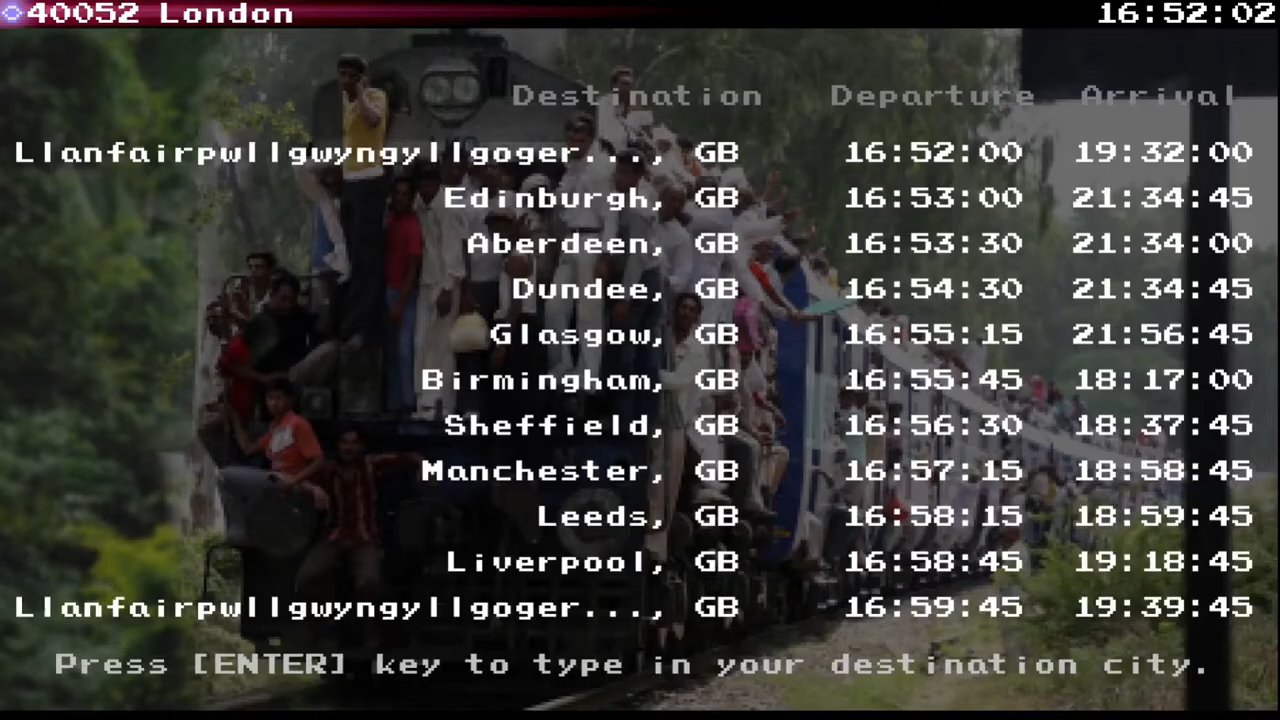 40052 London 16:52:02
Destination Departure Arrival
Llanfairpwllgwyngyllgoger..., GB 16:52:00 19:32:00
Edinburgh, GB 16:53:00 21:34:45
Aberdeen, GB 16:53:30 21:34:00
Dundee, GB 16:54:30 21:34:45
Glasgow, GB 16:55:15 21:56:45
Birmingham, GB 16:55:45 18:17:00
Sheffield, GB 16:56:30 18:37:45
Manchester, GB 16:57:15 18:58:45
Leeds, GB 16:58:15 18:59:45
Liverpool, GB 16:58:45 19:18:45
Llanfairpwllgwyngyllgoger..., GB 16:59:45 19:39:45
Press [ENTER] key to type in your destination city.